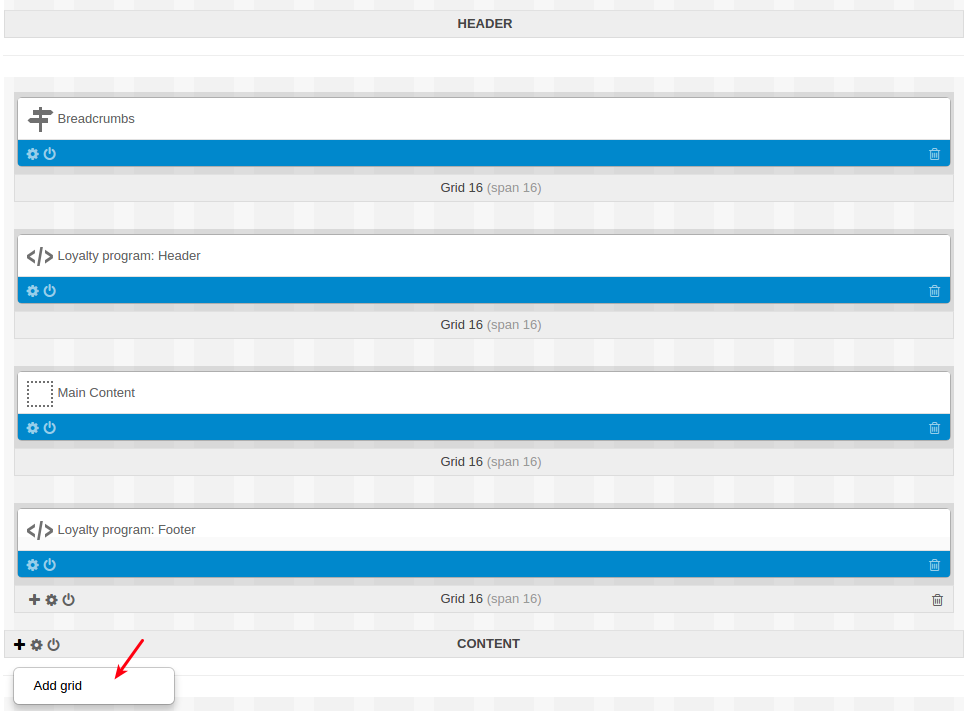 HEADER
Breadcrumbs
Grid 16 (span 16)
Loyalty program: Header
Grid 16 (span 16)
Main Content
Grid 16 (span 16)
Loyalty program: Footer
Grid 16 (span 16)
CONTENT
Add grid